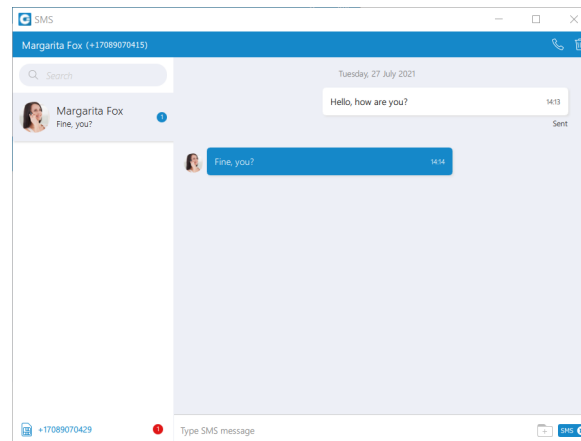 SMS
Margarita Fox (+17089070415)
Search
Margarita Fox
Fine, you?
1
Tuesday, 27 July 2021
Hello, how are you? 14:13
Sent
Fine, you? 14:14
+17089070429 1
Type SMS message
SMS